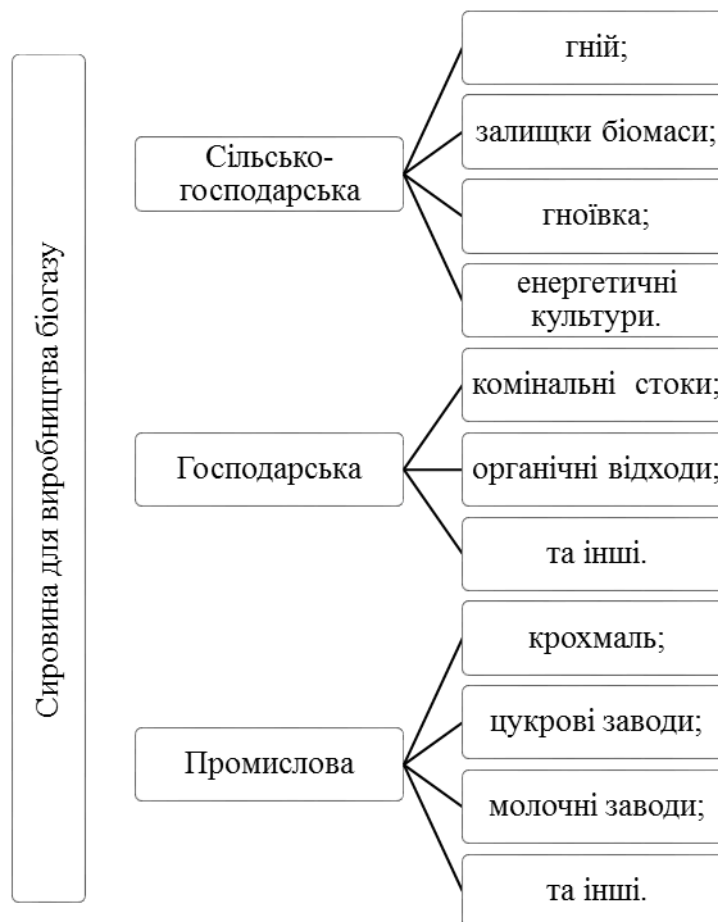 Сировина для виробництва біогазу
Сільсько-
господарська
гній;
залищки біомаси;
гноївка;
енергетичні
культури.
Господарська
комінальні стоки;
органічні відходи;
та інші.
Промислова
крохмаль;
цукрові заводи;
молочні заводи;
та інші.